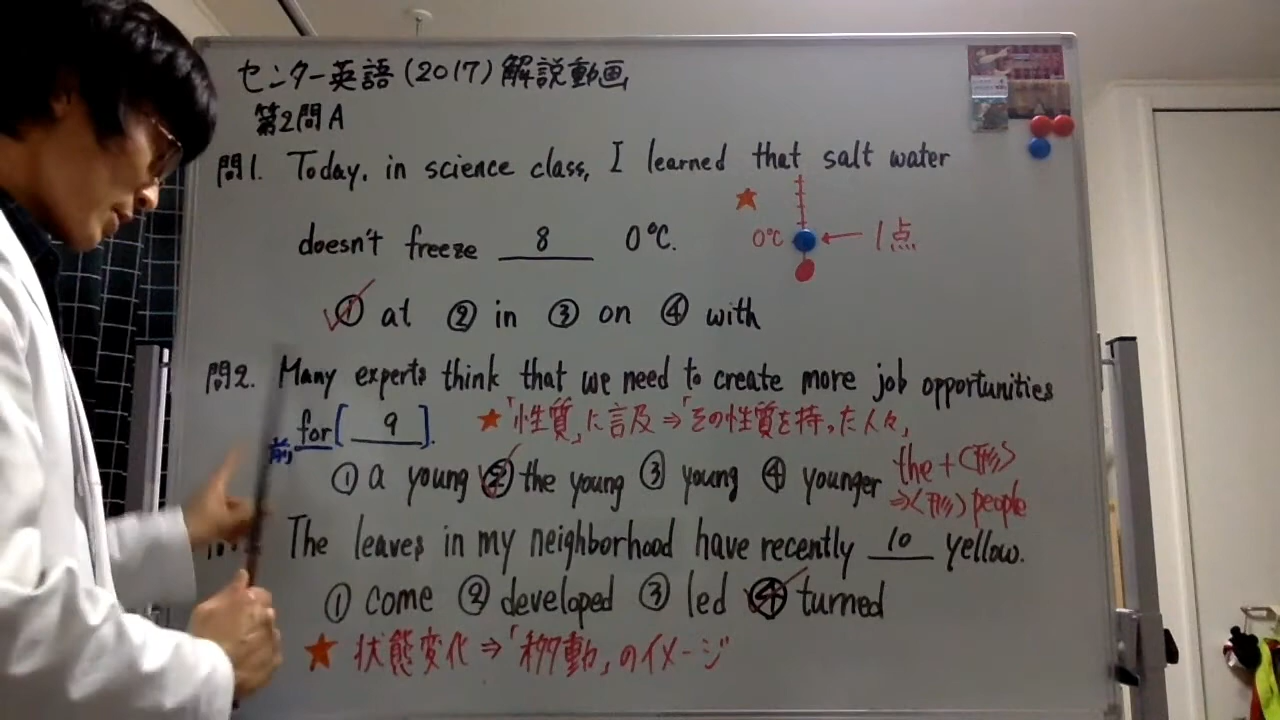 センター英語(2017)解説動画
第2問A
問1. Today, in science class, I learned that salt water
doesn't freeze 8 0℃.
0℃ ← 1点
① at ② in ③ on ④ with
問2. Many experts think that we need to create more job opportunities
for [ 9 ].
前
★「性質」に言及⇒「その性質を持った人々」
① a young ② the young ③ young ④ younger
the + 〈形〉
⇒〈形〉people
The leaves in my neighborhood have recently 10 yellow.
① come ② developed ③ led ④ turned
★ 状態変化⇒「移動」のイメージ